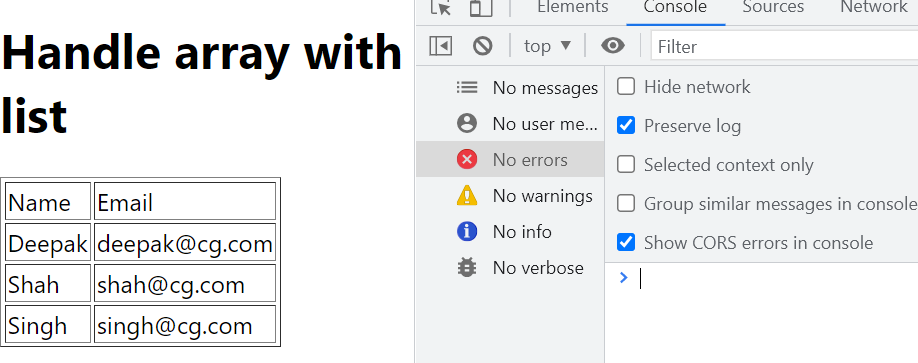 Handle array with
list
Name Email
Deepak deepak@cg.com
Shah shah@cg.com
Singh singh@cg.com
Elements Console Sources Network
top Filter
No messages
No user me...
No errors
No warnings
No info
No verbose
Hide network
Preserve log
Selected context only
Group similar messages in console
Show CORS errors in console